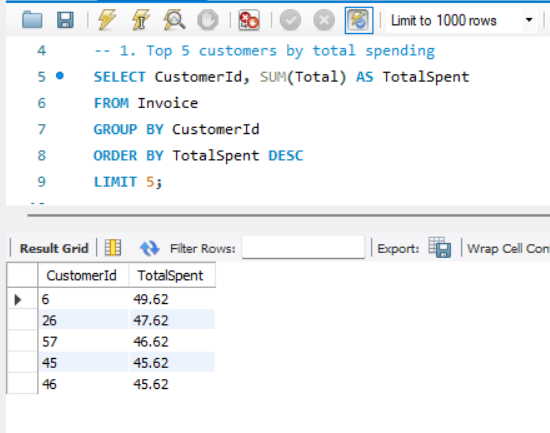 Limit to 1000 rows
4 -- 1. Top 5 customers by total spending
5 SELECT CustomerId, SUM(Total) AS TotalSpent
6 FROM Invoice
7 GROUP BY CustomerId
8 ORDER BY TotalSpent DESC
9 LIMIT 5;
Result Grid Filter Rows: Export: Wrap Cell Con
CustomerId TotalSpent
6 49.62
26 47.62
57 46.62
45 45.62
46 45.62